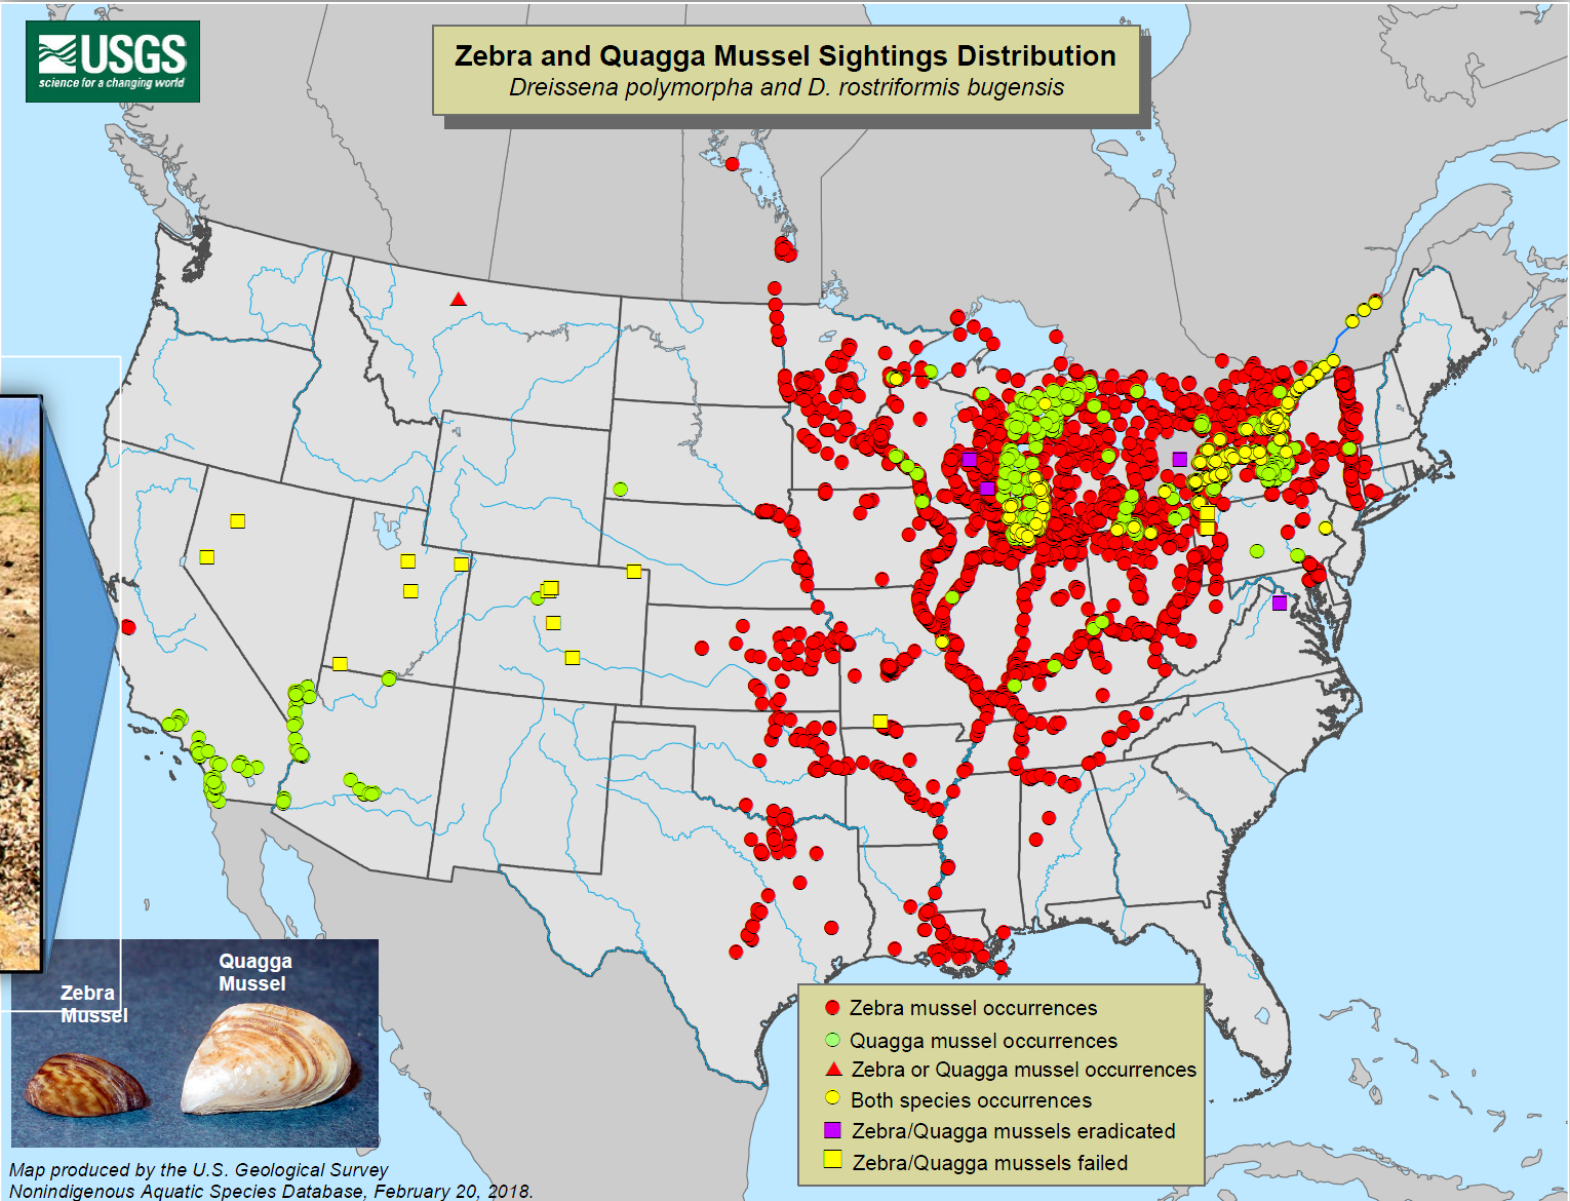 USGS
science for a changing world
Zebra and Quagga Mussel Sightings Distribution
Dreissena polymorpha and D. rostriformis bugensis
Quagga
Mussel
Zebra
Mussel
Zebra mussel occurrences
Quagga mussel occurrences
Zebra or Quagga mussel occurrences
Both species occurrences
Zebra/Quagga mussels eradicated
Zebra/Quagga mussels failed
Map produced by the U.S. Geological Survey
Nonindigenous Aquatic Species Database, February 20, 2018.